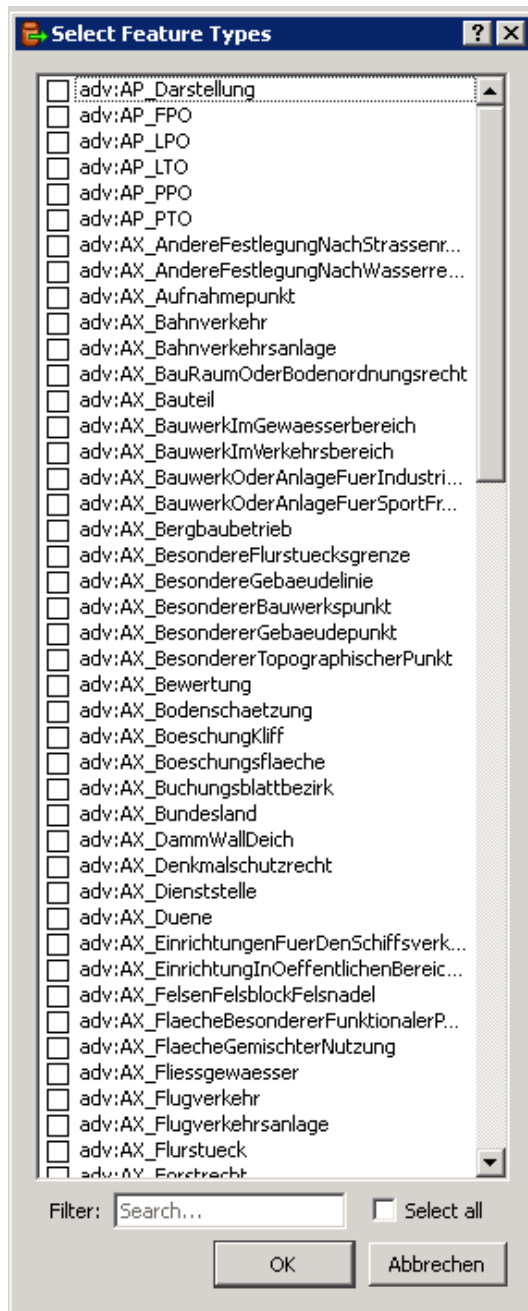 Select Feature Types
adv:AP_Darstellung
adv:AP_FPO
adv:AP_LPO
adv:AP_LTO
adv:AP_PPO
adv:AP_PTO
adv:AX_AndereFestlegungNachStrassenr...
adv:AX_AndereFestlegungNachWasserre...
adv:AX_Aufnahmepunkt
adv:AX_Bahnverkehr
adv:AX_Bahnverkehrsanlage
adv:AX_BauRaumOderBodenordnungsrecht
adv:AX_Bauteil
adv:AX_BauwerkImGewaesserbereich
adv:AX_BauwerkImVerkehrsbereich
adv:AX_BauwerkOderAnlageFuerIndustri...
adv:AX_BauwerkOderAnlageFuerSportFr...
adv:AX_Bergbaubetrieb
adv:AX_BesondereFlurstuecksgrenze
adv:AX_BesondereGebaeudelinie
adv:AX_BesondererBauwerkspunkt
adv:AX_BesondererGebaeudepunkt
adv:AX_BesondererTopographischerPunkt
adv:AX_Bewertung
adv:AX_Bodenschaetzung
adv:AX_BoeschungKliff
adv:AX_Boeschungsflaeche
adv:AX_Buchungsblattbezirk
adv:AX_Bundesland
adv:AX_DammWallDeich
adv:AX_Denkmalschutzrecht
adv:AX_Dienststelle
adv:AX_Duene
adv:AX_EinrichtungenFuerDenSchiffsverk...
adv:AX_EinrichtungInOeffentlichenBereic...
adv:AX_FelsenFelsblockFelsnadel
adv:AX_FlaecheBesondererFunktionalerP...
adv:AX_FlaecheGemischterNutzung
adv:AX_Fliessgewaesser
adv:AX_Flugverkehr
adv:AX_Flugverkehrsanlage
adv:AX_Flurstueck
adv:AX_Forstrecht
Filter: Search... Select all
OK Abbrechen